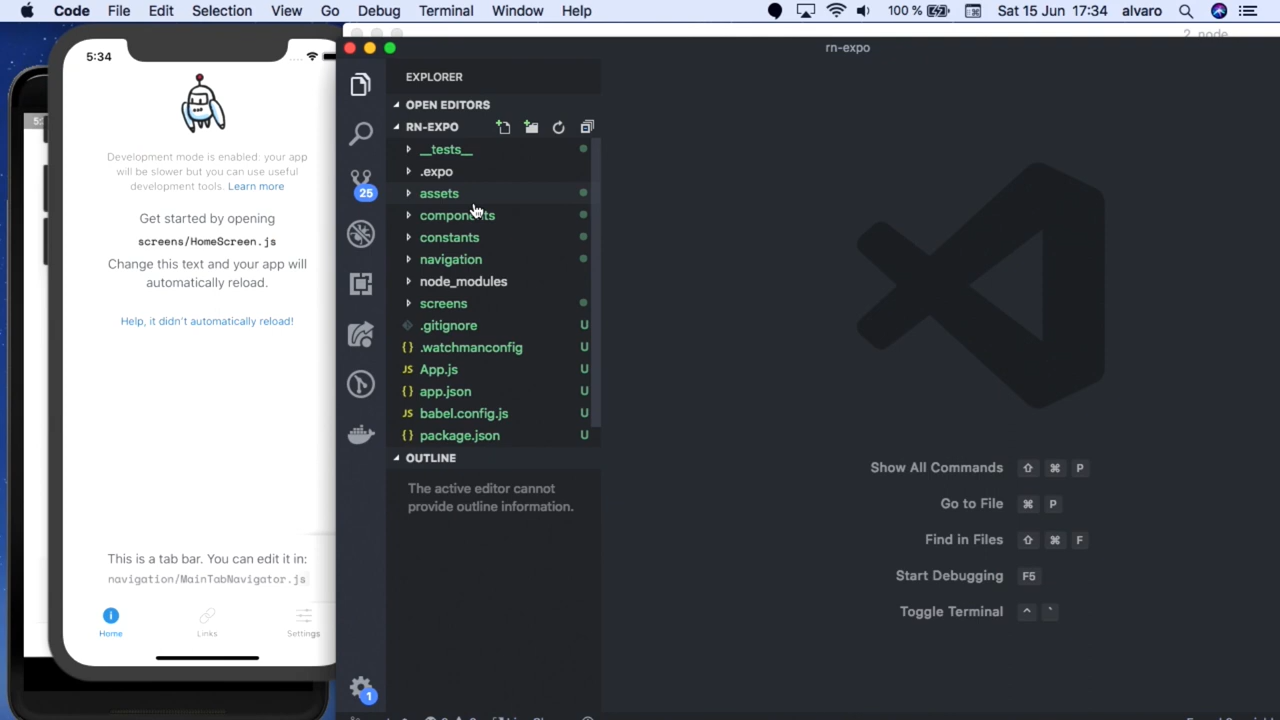 Code File Edit Selection View Go Debug Terminal Window Help 100 % Sat 15 Jun 17:34 alvaro
2. node
rn-expo
5:34
Development mode is enabled: your app
will be slower but you can use useful
development tools. Learn more
Get started by opening
screens/HomeScreen.js
Change this text and your app will
automatically reload.
Help, it didn't automatically reload!
This is a tab bar. You can edit it in:
navigation/MainTabNavigator.js
Home Links Settings
25
1
EXPLORER
OPEN EDITORS
RN-EXPO
__tests__
.expo
assets
components
constants
navigation
node_modules
screens
.gitignore U
.watchmanconfig U
JS App.js U
app.json U
JS babel.config.js U
package.json U
OUTLINE
The active editor cannot
provide outline information.
Show All Commands ⇧ ⌘ P
Go to File ⌘ P
Find in Files ⇧ ⌘ F
Start Debugging F5
Toggle Terminal ^ `